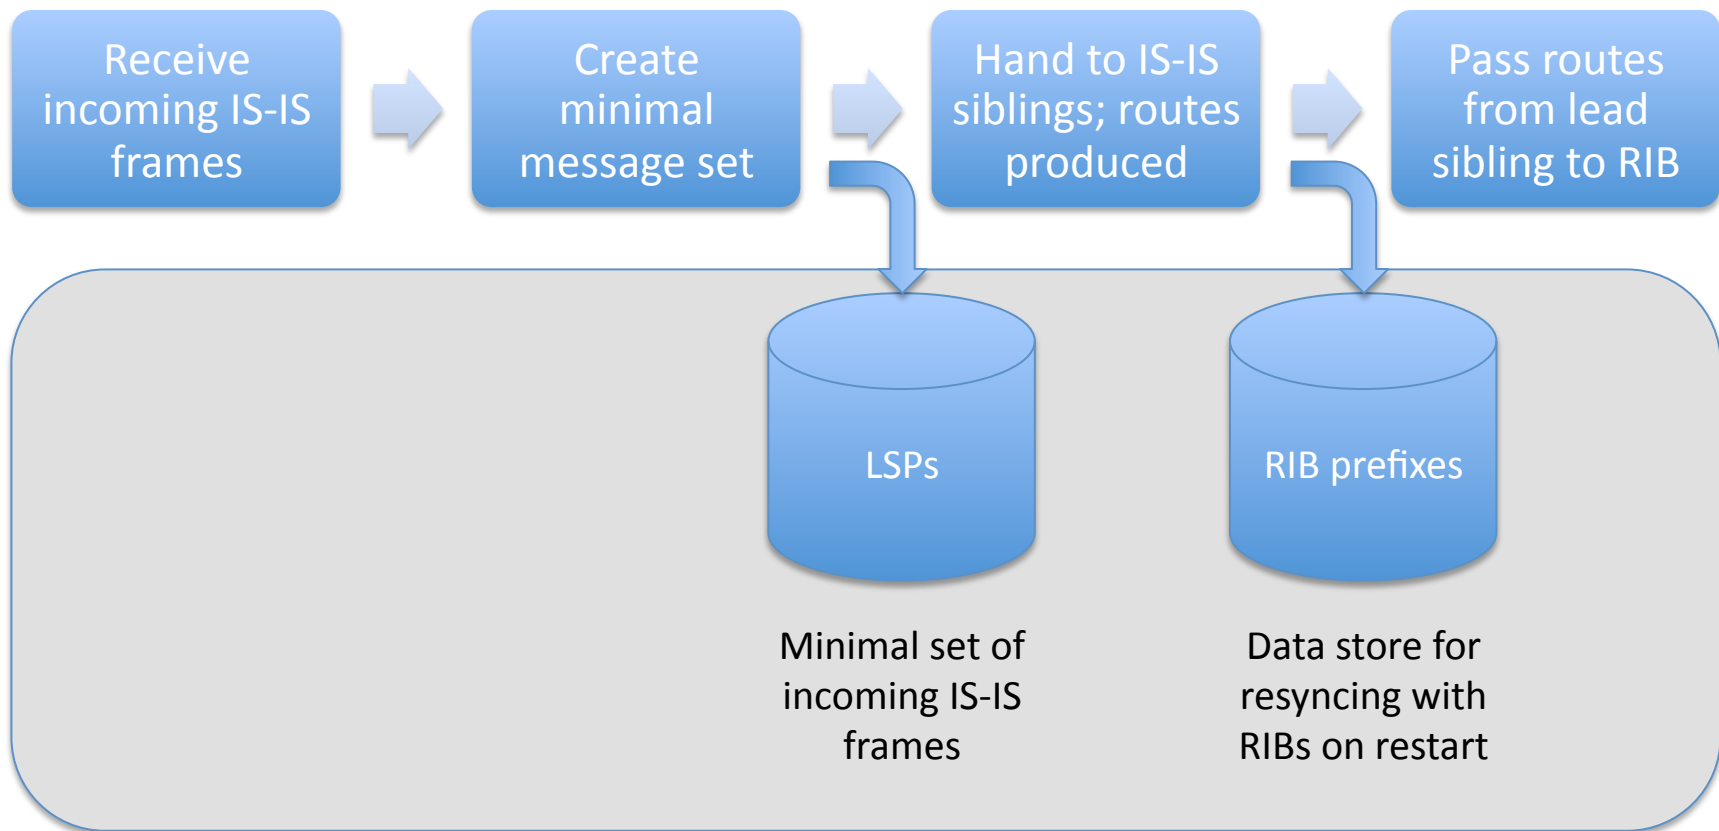 Receive
incoming IS-IS
frames
Create
minimal
message set
Hand to IS-IS
siblings; routes
produced
Pass routes
from lead
sibling to RIB
LSPs
RIB prefixes
Minimal set of
incoming IS-IS
frames
Data store for
resyncing with
RIBs on restart